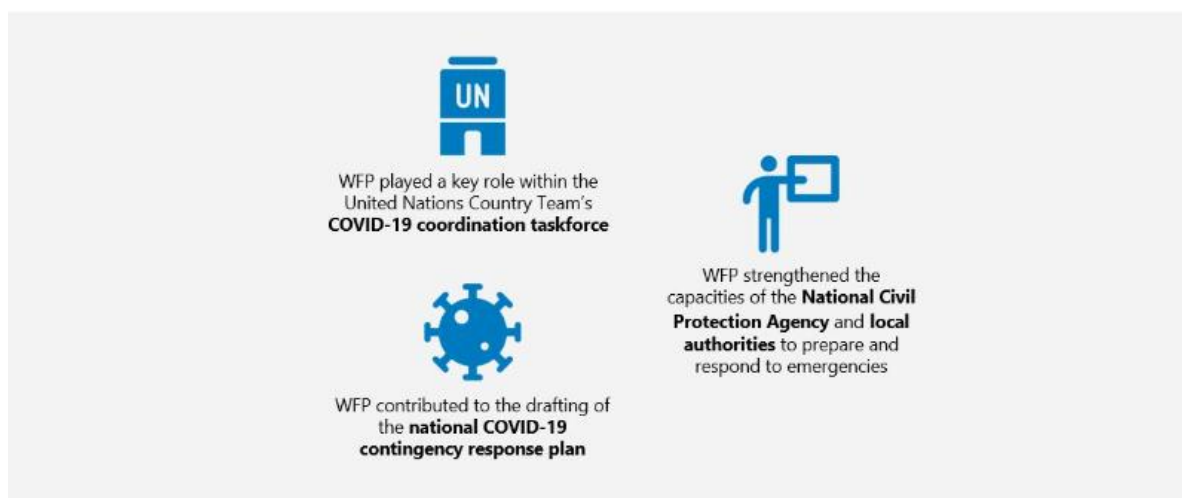 UN
WFP played a key role within the
United Nations Country Team's
COVID-19 coordination taskforce
WFP contributed to the drafting of
the national COVID-19
contingency response plan
WFP strengthened the
capacities of the National Civil
Protection Agency and local
authorities to prepare and
respond to emergencies